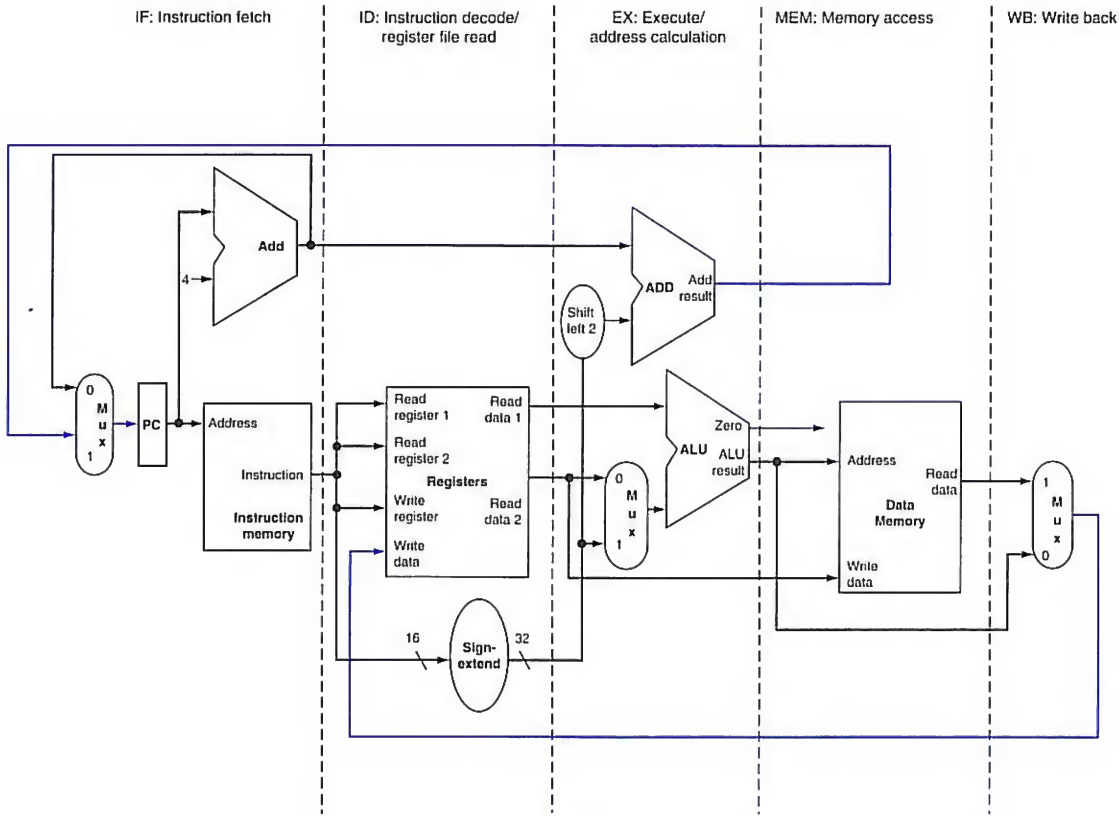 IF: Instruction fetch
ID: Instruction decode/
register file read
EX: Execute/
address calculation
MEM: Memory access
WB: Write back
Add
4
ADD
Add
result
Shift
left 2
0
M
u
x
1
PC
Address
Instruction
Instruction
memory
Read
register 1
Read
data 1
Read
register 2
Registers
Write
register
Read
data 2
Write
data
16
Sign-
extend
32
0
M
u
x
1
Zero
ALU
ALU
result
Address
Read
data
Data
Memory
Write
data
1
M
u
x
0